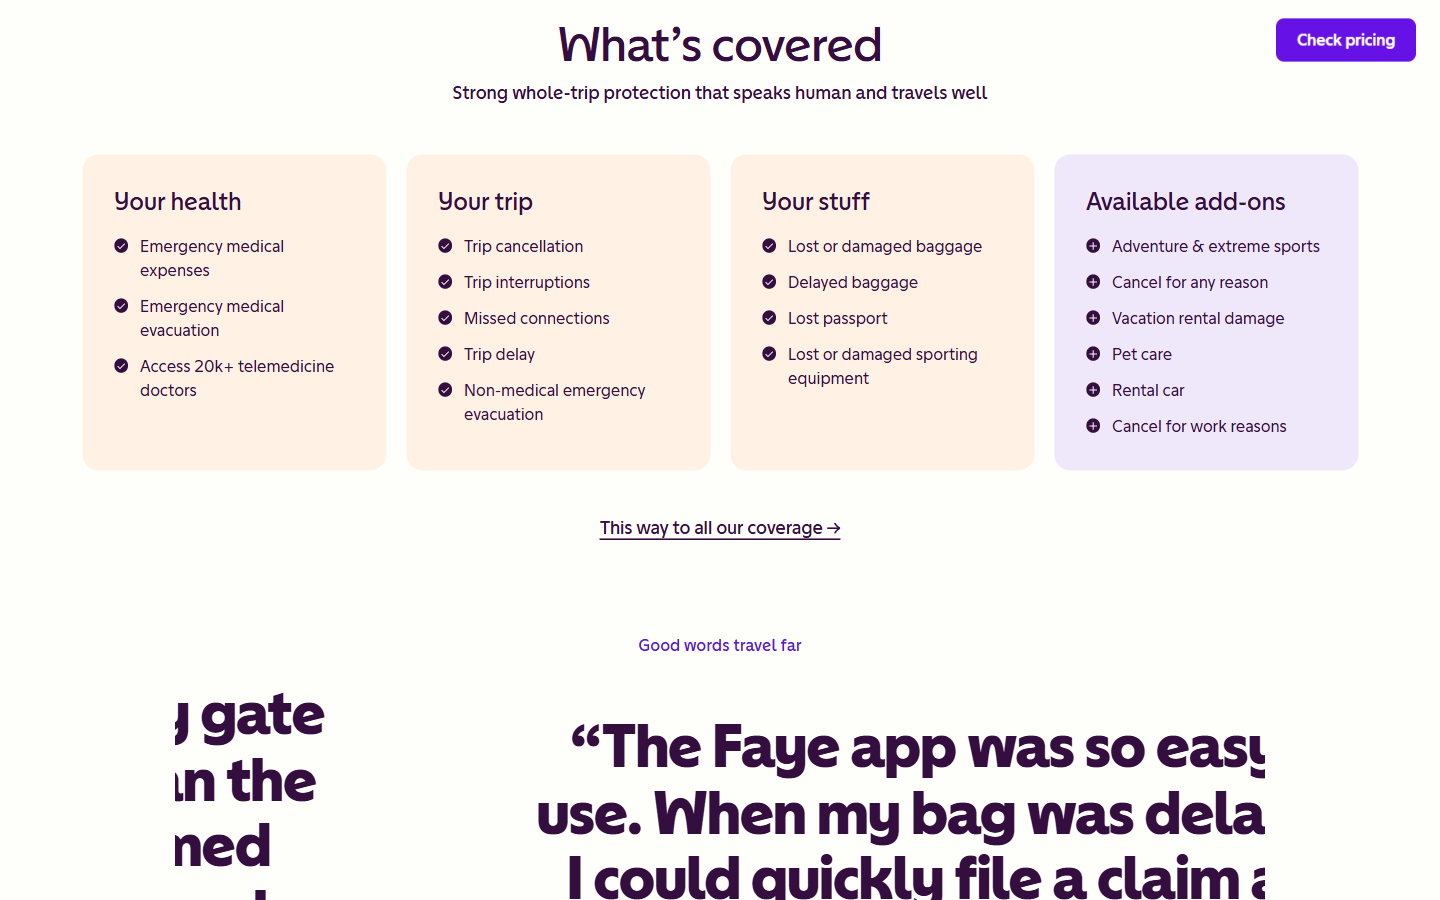 What's covered
Check pricing
Strong whole-trip protection that speaks human and travels well
Your health
Emergency medical
expenses
Emergency medical
evacuation
Access 20k+ telemedicine
doctors
Your trip
Trip cancellation
Trip interruptions
Missed connections
Trip delay
Non-medical emergency
evacuation
Your stuff
Lost or damaged baggage
Delayed baggage
Lost passport
Lost or damaged sporting
equipment
Available add-ons
Adventure & extreme sports
Cancel for any reason
Vacation rental damage
Pet care
Rental car
Cancel for work reasons
This way to all our coverage →
Good words travel far
gate
the
“The Faye app was so easy
use. When my bag was
I could quickly file a claim